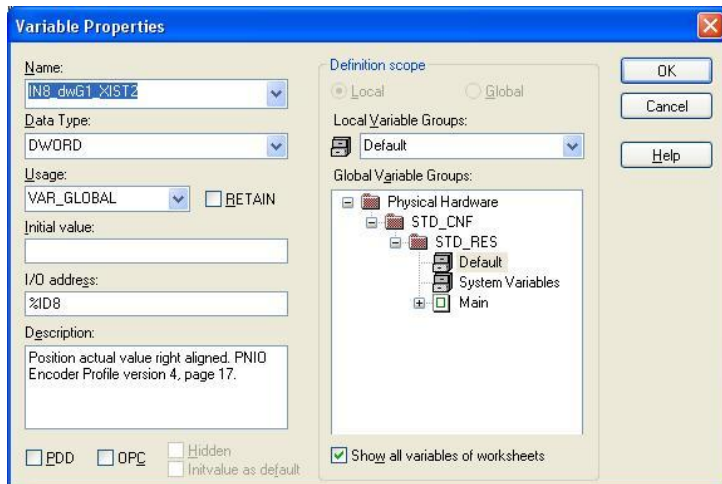 Variable Properties
Name:
IN8_dwG1_XIST2
Data Type:
DWORD
Usage:
VAR_GLOBAL
RETAIN
Initial value:
I/O address:
%ID8
Description:
Position actual value right aligned. PNIO
Encoder Profile version 4, page 17.
PDD
OPC
Hidden
Initvalue as default
Definition scope
Local
Global
Local Variable Groups:
Default
Global Variable Groups:
Physical Hardware
STD_CNF
STD_RES
Default
System Variables
Main
Show all variables of worksheets
OK
Cancel
Help